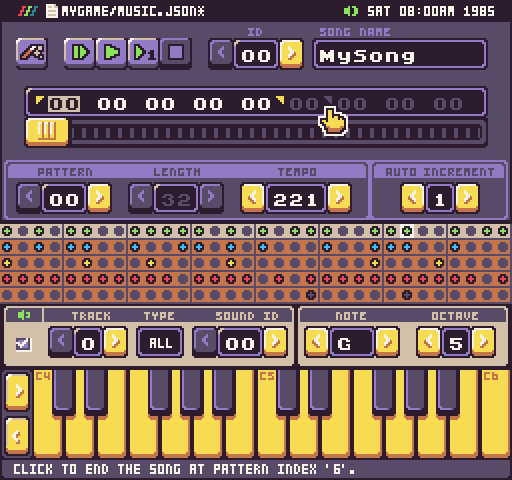 MYGAME/MUSIC.JSON* SAT 08:00AM 1985
ID SONG NAME
1 00 MySong
00 00 00 00 00 00 00 00 00
PATTERN LENGTH TEMPO AUTO INCREMENT
00 32 221 1
TRACK TYPE SOUND ID NOTE OCTAVE
0 ALL 00 G 5
C4 C5 C6
CLICK TO END THE SONG AT PATTERN INDEX '6'.